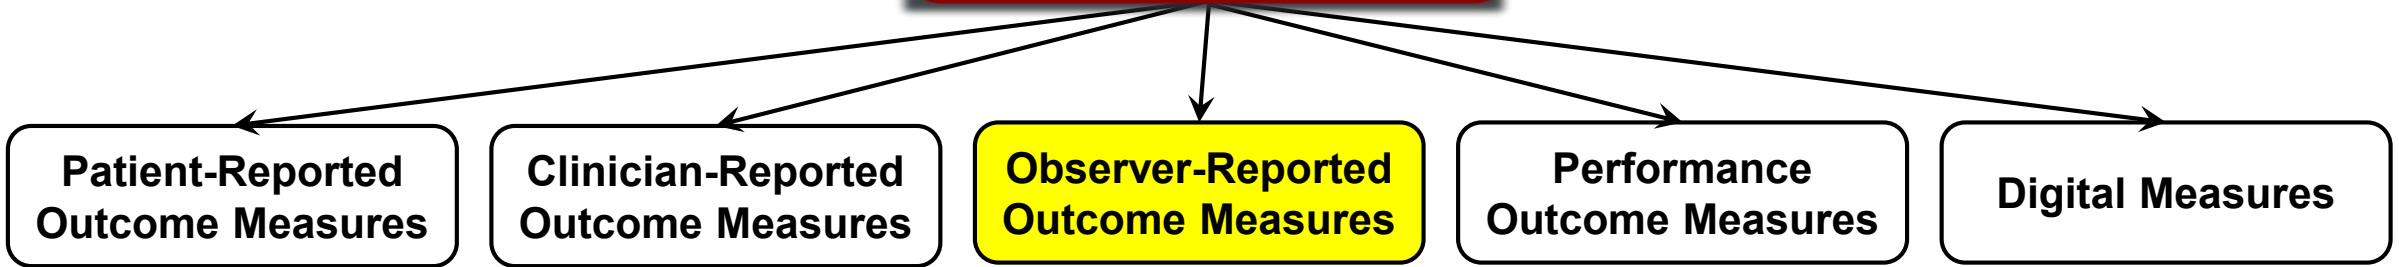 Patient-Reported
Outcome Measures
Clinician-Reported
Outcome Measures
Observer-Reported
Outcome Measures
Performance
Outcome Measures
Digital Measures